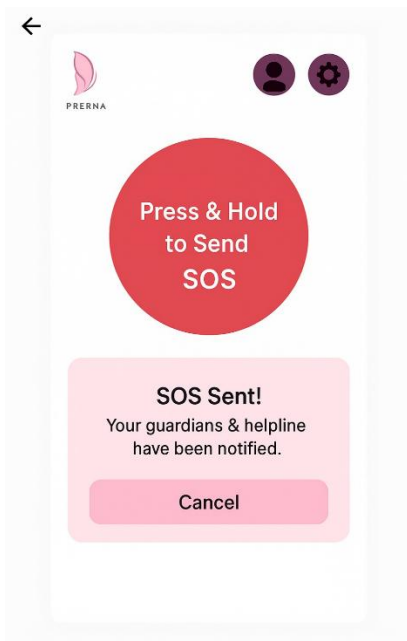 PRERNA
Press & Hold
to Send
SOS
SOS Sent!
Your guardians & helpline
have been notified.
Cancel